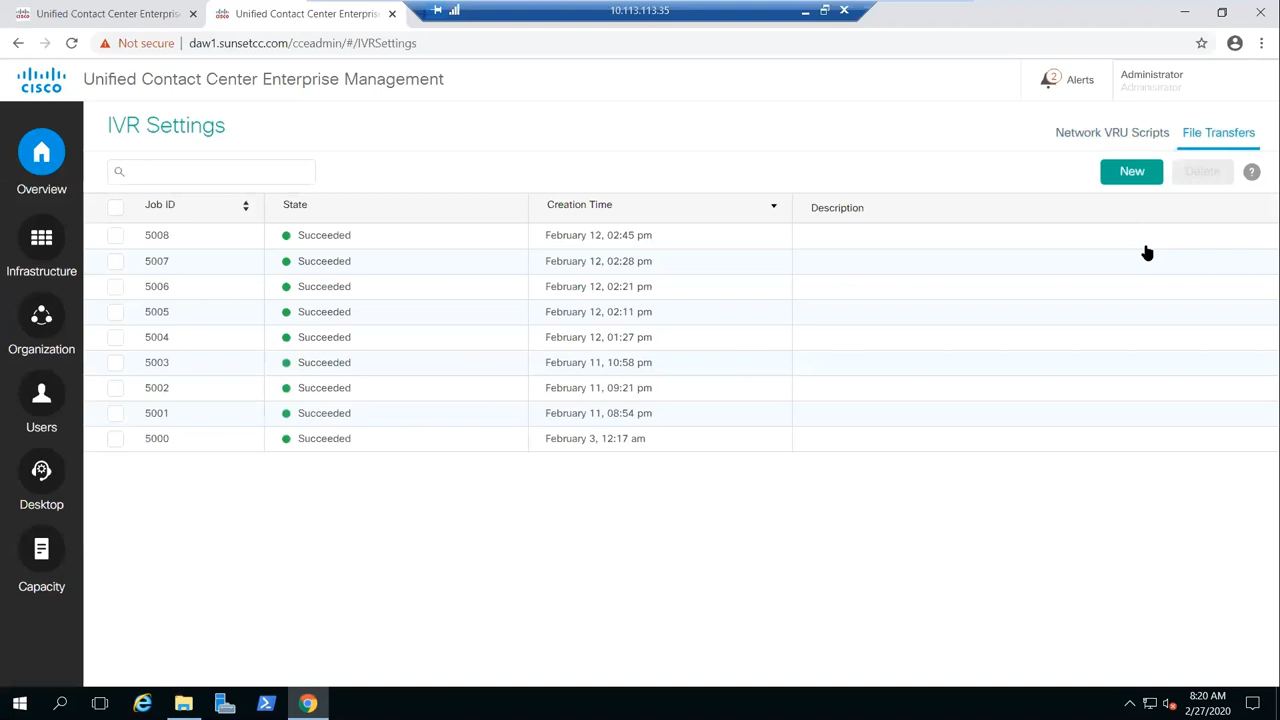 Unified Contact Center Enterpris
Unified Contact Center Enterpris
10.113.113.35
Not secure
daw1.sunsetcc.com/cceadmin/#/IVRSettings
CISCO
Unified Contact Center Enterprise Management
2
Alerts
Administrator
Administrator
IVR Settings
Network VRU Scripts
File Transfers
New
Delete
?
Overview
Infrastructure
Organization
Users
Desktop
Capacity
Job ID State Creation Time Description
5008 Succeeded February 12, 02:45 pm
5007 Succeeded February 12, 02:28 pm
5006 Succeeded February 12, 02:21 pm
5005 Succeeded February 12, 02:11 pm
5004 Succeeded February 12, 01:27 pm
5003 Succeeded February 11, 10:58 pm
5002 Succeeded February 11, 09:21 pm
5001 Succeeded February 11, 08:54 pm
5000 Succeeded February 3, 12:17 am
8:20 AM
2/27/2020